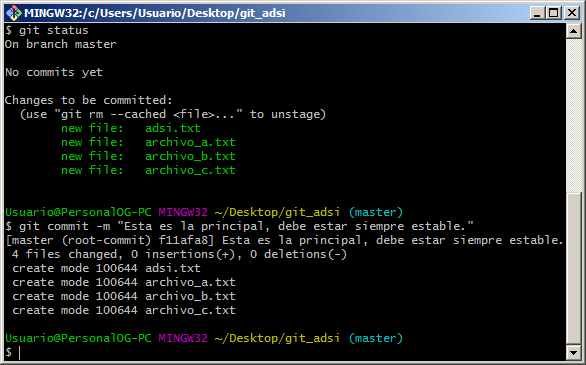 MINGW32:/c/Users/Usuario/Desktop/git_adsi
$ git status
On branch master
No commits yet
Changes to be committed:
(use "git rm --cached <file>..." to unstage)
new file:   adsi.txt
new file:   archivo_a.txt
new file:   archivo_b.txt
new file:   archivo_c.txt
Usuario@PersonalOG-PC MINGW32 ~/Desktop/git_adsi (master)
$ git commit -m "Esta es la principal, debe estar siempre estable."
[master (root-commit) f11afa8] Esta es la principal, debe estar siempre estable.
4 files changed, 0 insertions(+), 0 deletions(-)
create mode 100644 adsi.txt
create mode 100644 archivo_a.txt
create mode 100644 archivo_b.txt
create mode 100644 archivo_c.txt
Usuario@PersonalOG-PC MINGW32 ~/Desktop/git_adsi (master)
$